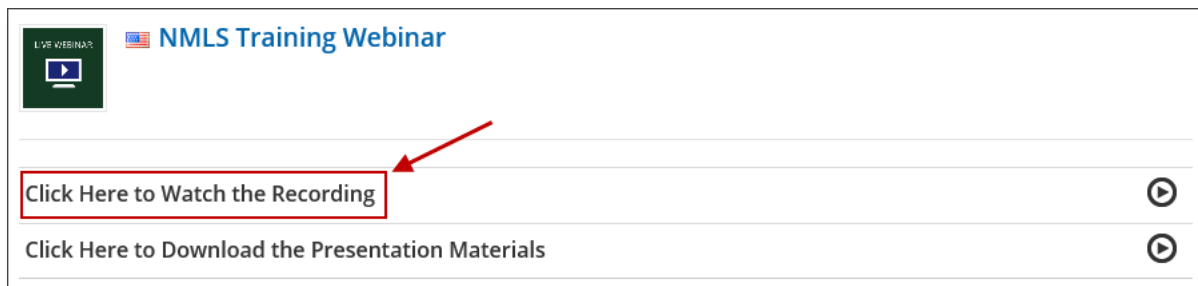 LIVE WEBINAR
NMLS Training Webinar
Click Here to Watch the Recording
Click Here to Download the Presentation Materials